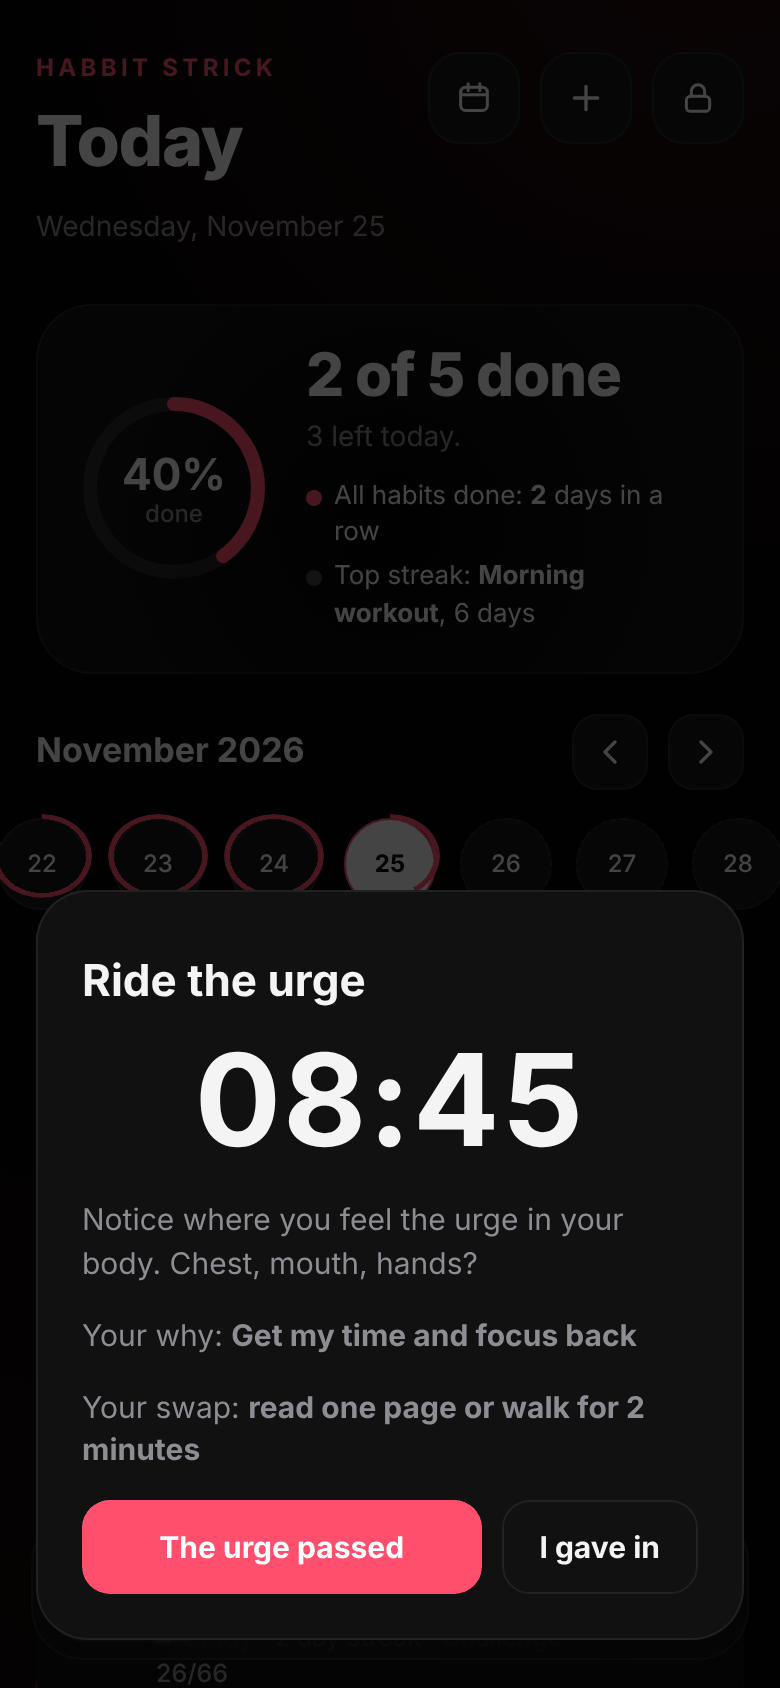 HABBIT STRICK
Today
Wednesday, November 25
40%
done
2 of 5 done
3 left today.
All habits done: 2 days in a
row
Top streak: Morning
workout, 6 days
November 2026
22
23
24
25
26
27
28
Ride the urge
08:45
Notice where you feel the urge in your
body. Chest, mouth, hands?
Your why: Get my time and focus back
Your swap: read one page or walk for 2
minutes
The urge passed
I gave in
26/66